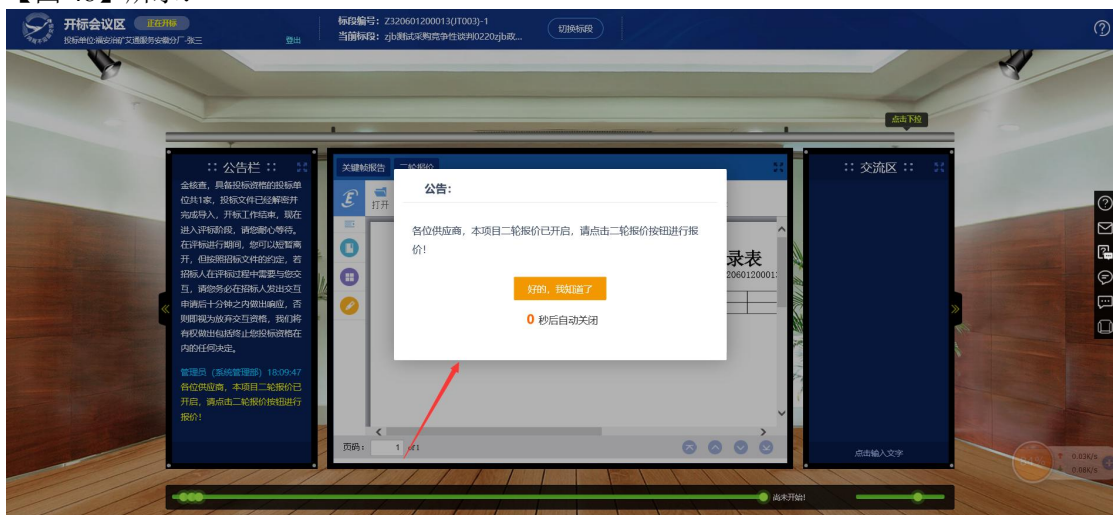 开标会议区 正在开标
投标单位:
登出
标段编号: Z320601200013(JT003)-1
当前标段: zjb测试采购竞争性谈判0220zjb政...
切换标段
点击下拉
:: 公告栏 ::
金核查，具备投标资格的投标单
位共1家，投标文件已经解密并
完成导入，开标工作结束，现在
进入评标阶段，请您耐心等待。
在评标进行期间，您可以短暂离
开，但按照招标文件的约定，若
招标人在评标过程中需要与您交
互，请您务必在招标人发出交互
申请后十分钟之内做出响应，否
则即视为放弃交互资格，我们将
有权做出包括终止您投标资格在
内的任何决定。
管理员 (系统管理部) 18:09:47
各位供应商，本项目二轮报价已
开启，请点击二轮报价按钮进行
报价!
关键帧报告 二轮报价
打开
录表
公告:
各位供应商，本项目二轮报价已开启，请点击二轮报价按钮进行报
价!
好的，我知道了
0 秒后自动关闭
页码: 1 of1
:: 交流区 ::
点击输入文字
尚未开始!
0.03K/s
0.08K/s